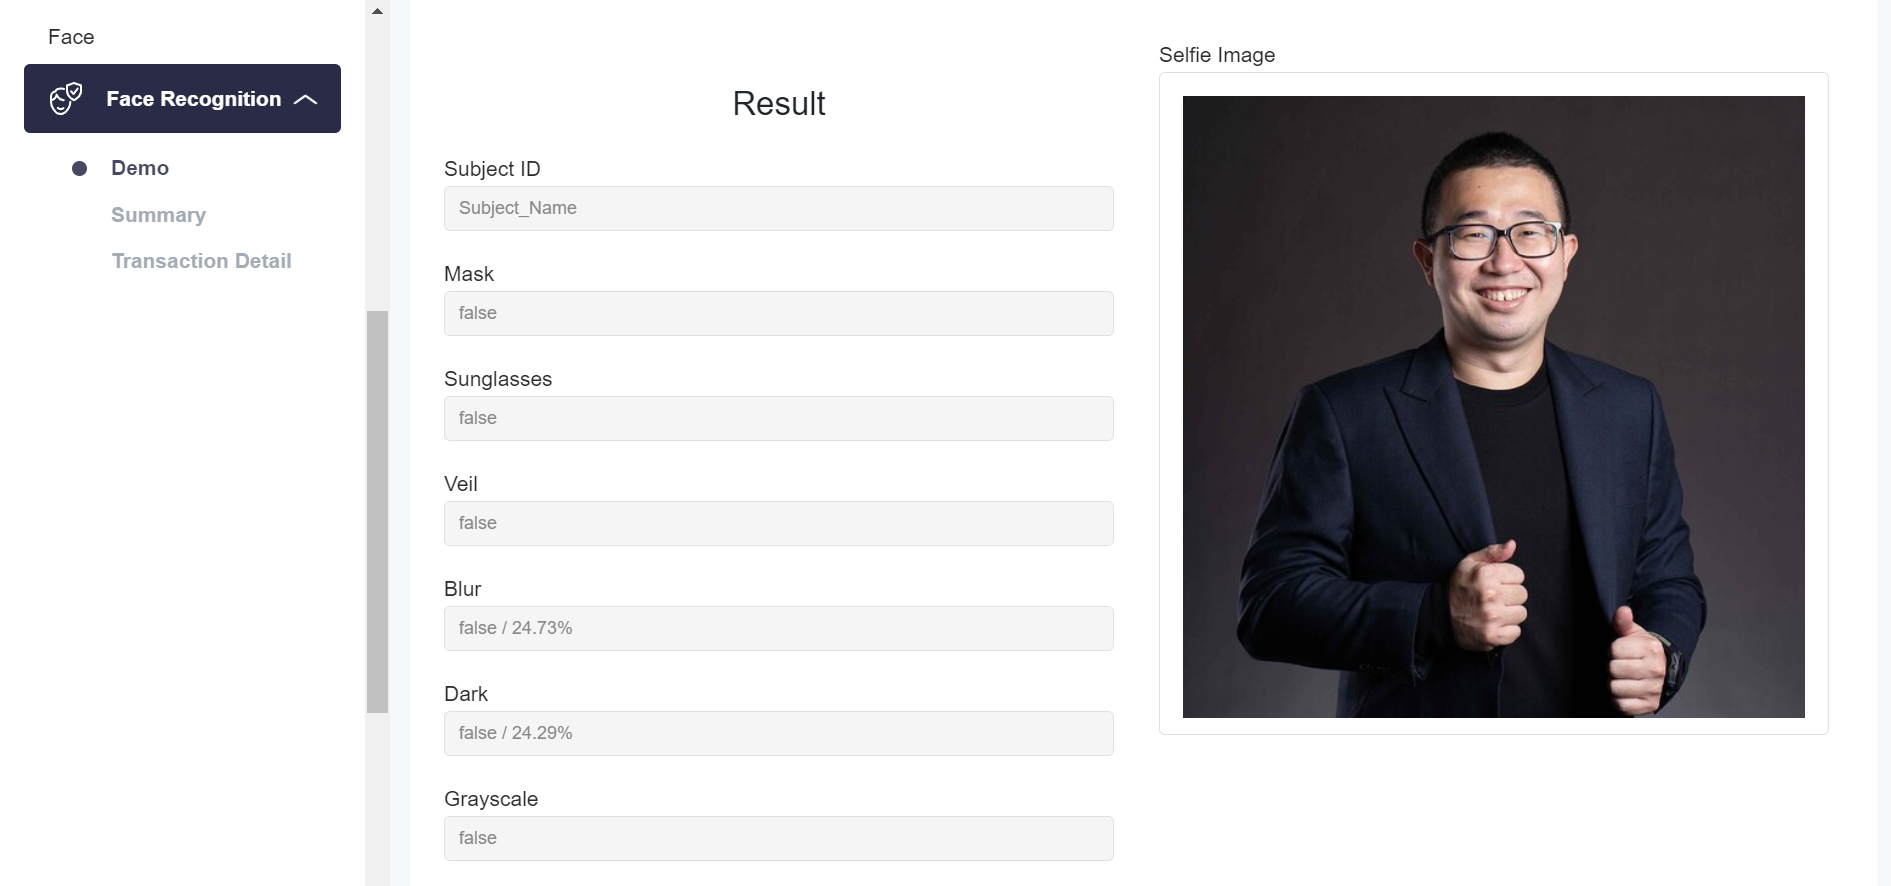 Face
Face Recognition
Demo
Summary
Transaction Detail
Result
Subject ID
Subject_Name
Mask
false
Sunglasses
false
Veil
false
Blur
false / 24.73%
Dark
false / 24.29%
Grayscale
false
Selfie Image